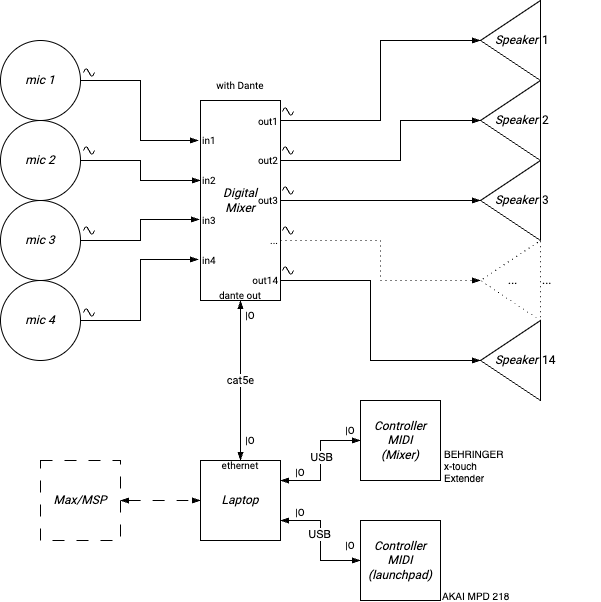 mic 1
mic 2
mic 3
mic 4
with Dante
in1
in2
in3
in4
Digital
Mixer
out1
out2
out3
...
out14
dante out
Speaker 1
Speaker 2
Speaker 3
... ...
Speaker 14
|O
cat5e
|O
ethernet
Laptop
Max/MSP
|O
USB
|O
Controller
MIDI
(Mixer)
BEHRINGER
x-touch
Extender
|O
USB
|O
Controller
MIDI
(launchpad)
AKAI MPD 218